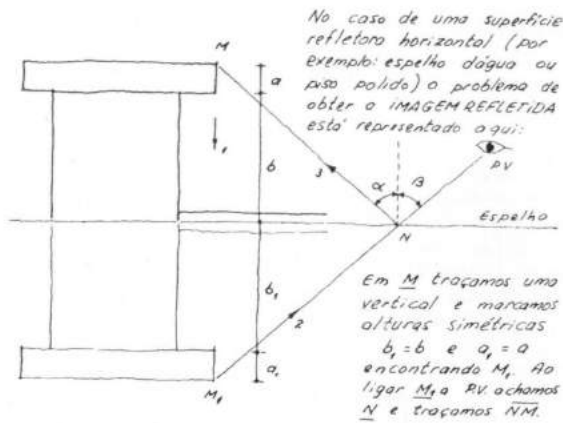 No caso de uma superfície
refletora horizontal (por
exemplo: espelho d'água ou
piso polido) o problema de
obter a IMAGEM REFLETIDA
está representado aqui:
M
a
1
b
3
α
β
P.V.
Espelho
N
b₁
2
a₁
M₁
Em M traçamos uma
vertical e marcamos
alturas simétricas
b₁ = b e a₁ = a
encontrando M₁. Ao
ligar M₁ a P.V. achamos
N e traçamos NM.